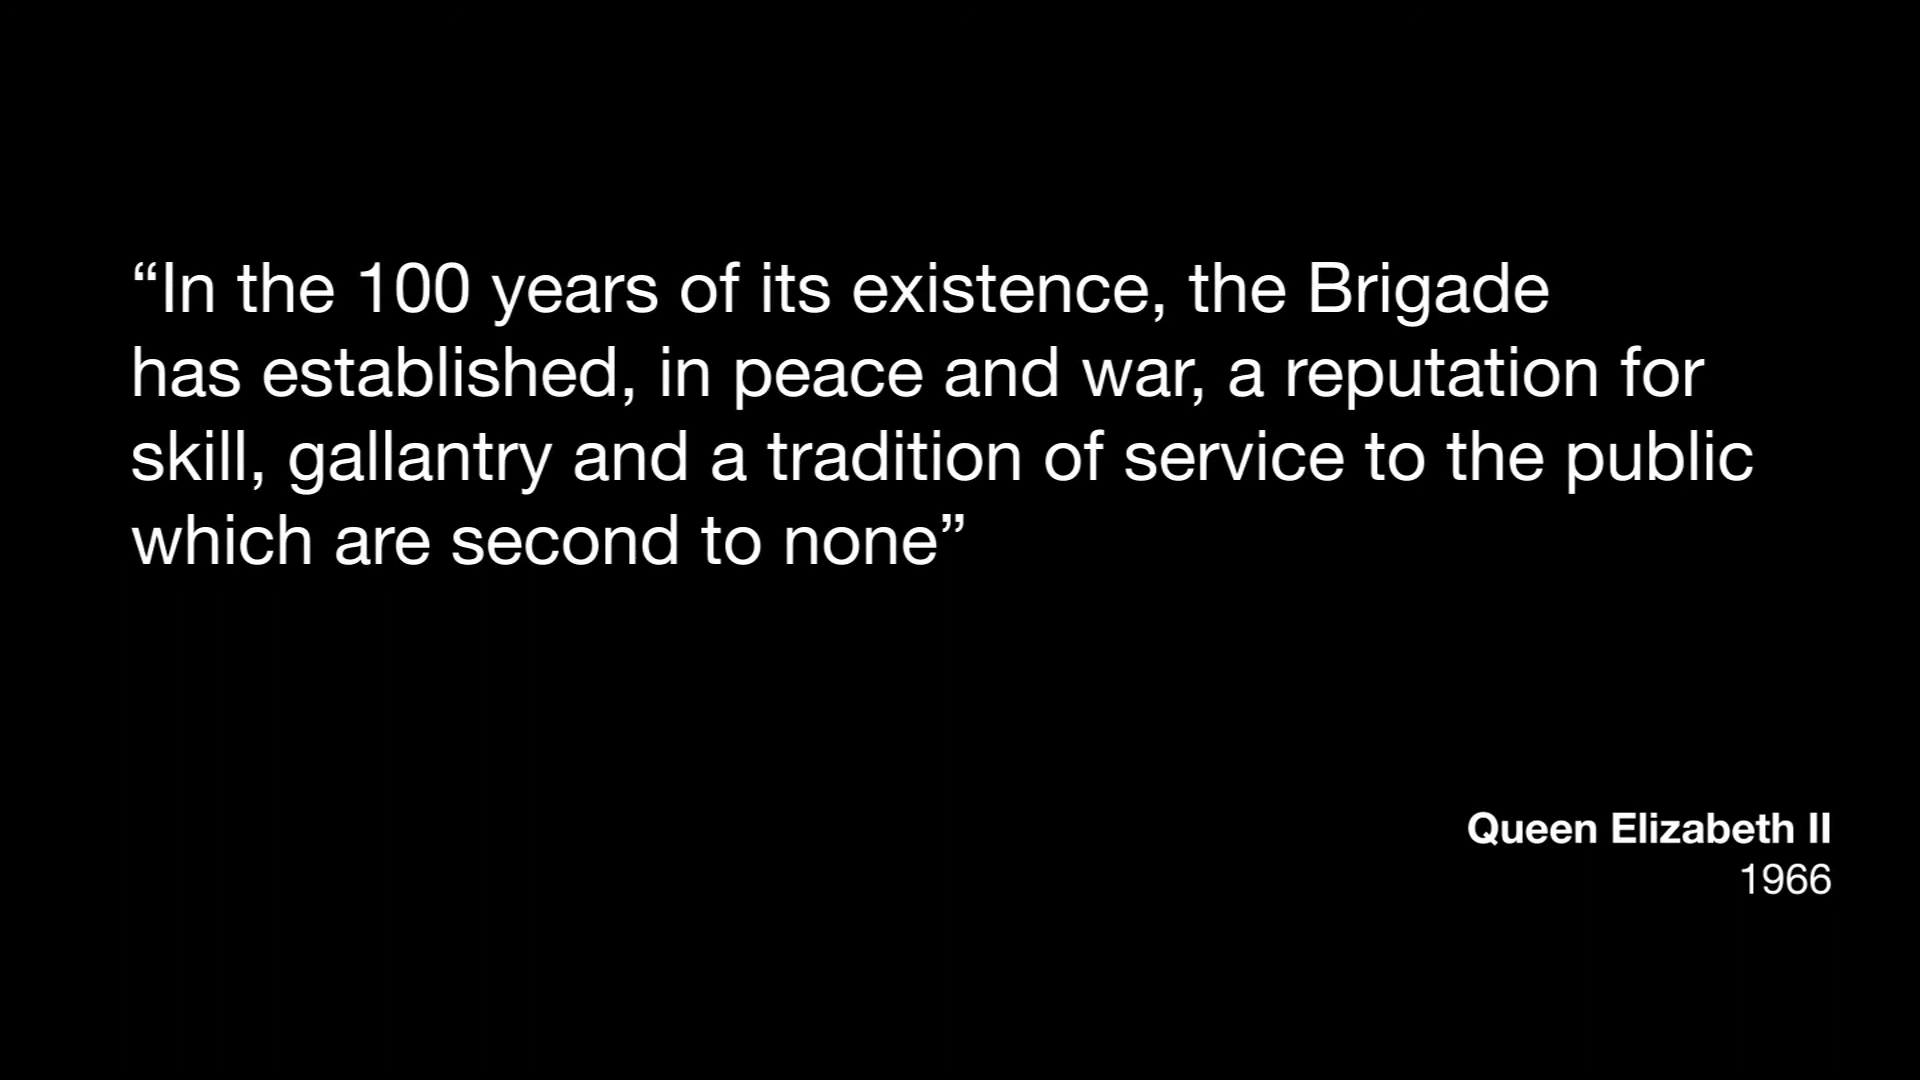 “In the 100 years of its existence, the Brigade
has established, in peace and war, a reputation for
skill, gallantry and a tradition of service to the public
which are second to none”
Queen Elizabeth II
1966